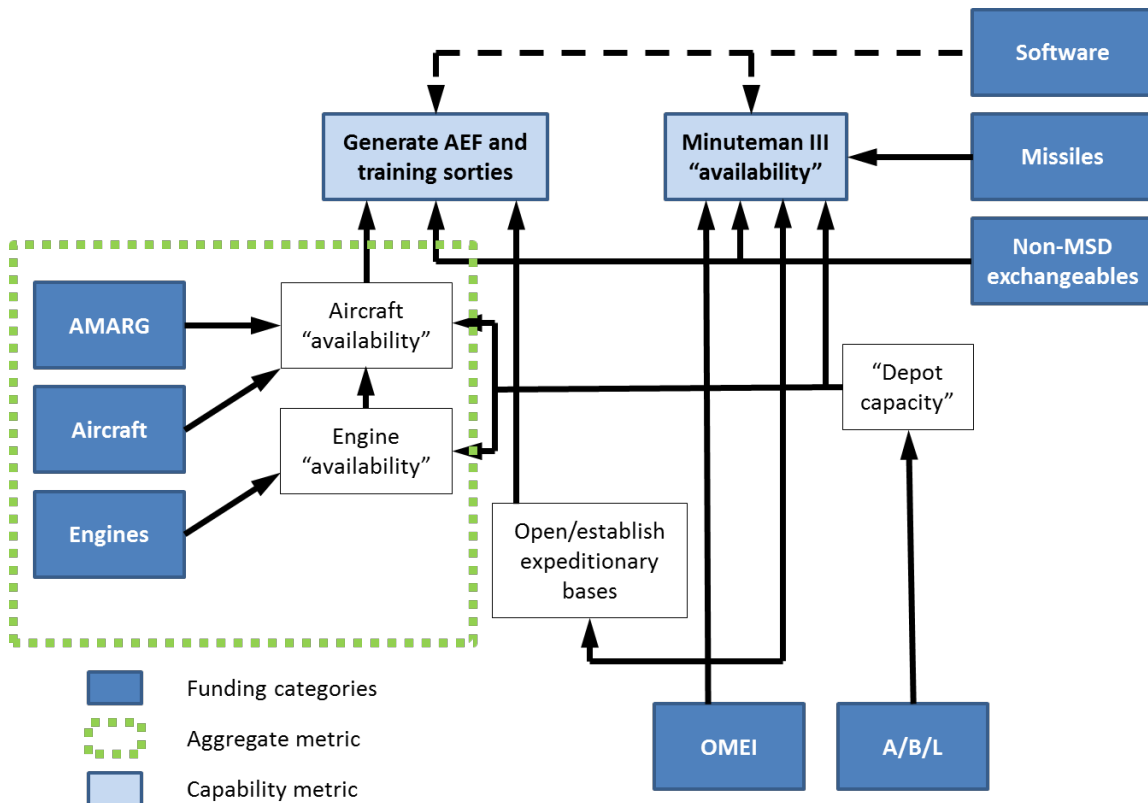 Software
Generate AEF and
training sorties
Minuteman III
“availability”
Missiles
Non-MSD
exchangeables
AMARG
Aircraft
“availability”
“Depot
capacity”
Aircraft
Engine
“availability”
Engines
Open/establish
expeditionary
bases
Funding categories
OMEI
A/B/L
Aggregate metric
Capability metric